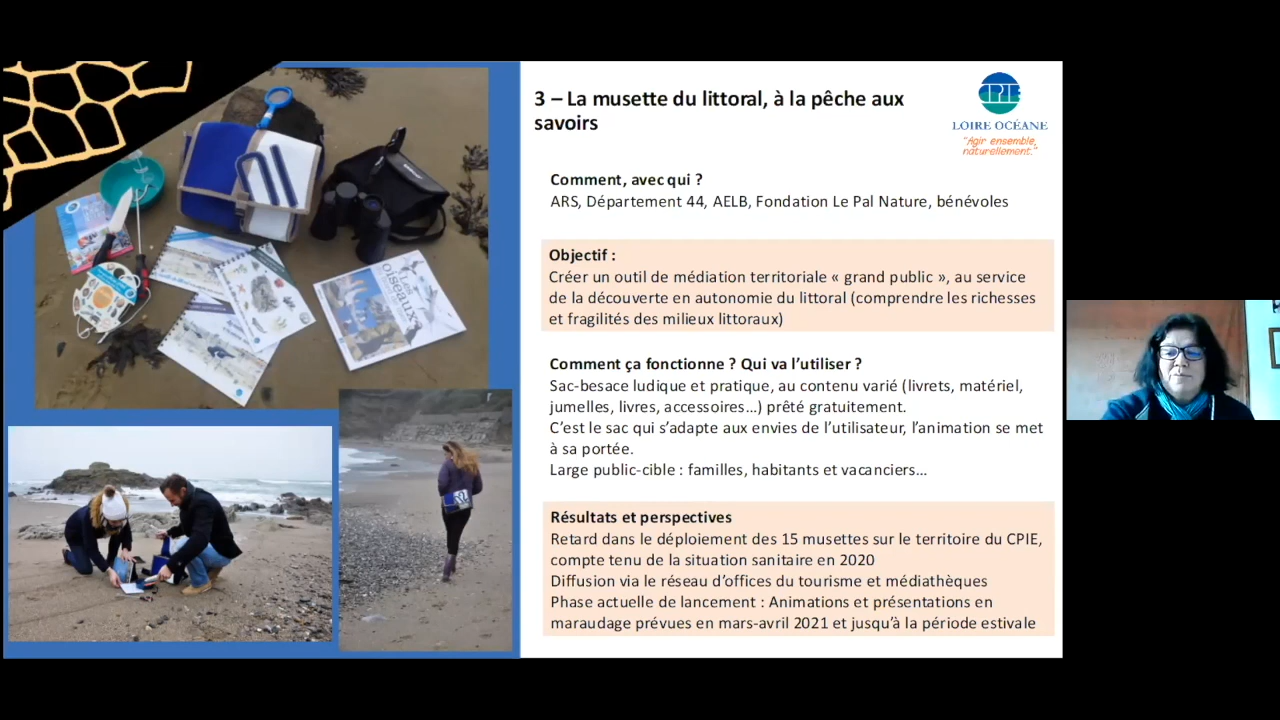 3 – La musette du littoral, à la pêche aux
savoirs
CPIE
LOIRE OCÉANE
"Agir ensemble,
naturellement."
Comment, avec qui ?
ARS, Département 44, AELB, Fondation Le Pal Nature, bénévoles
Objectif :
Créer un outil de médiation territoriale « grand public », au service
de la découverte en autonomie du littoral (comprendre les richesses
et fragilités des milieux littoraux)
Comment ça fonctionne ? Qui va l'utiliser ?
Sac-besace ludique et pratique, au contenu varié (livrets, matériel,
jumelles, livres, accessoires…) prêté gratuitement.
C'est le sac qui s'adapte aux envies de l'utilisateur, l'animation se met
à sa portée.
Large public-cible : familles, habitants et vacanciers…
Résultats et perspectives
Retard dans le déploiement des 15 musettes sur le territoire du CPIE,
compte tenu de la situation sanitaire en 2020
Diffusion via le réseau d'offices du tourisme et médiathèques
Phase actuelle de lancement : Animations et présentations en
maraudage prévues en mars-avril 2021 et jusqu'à la période estivale
Les
oiseaux